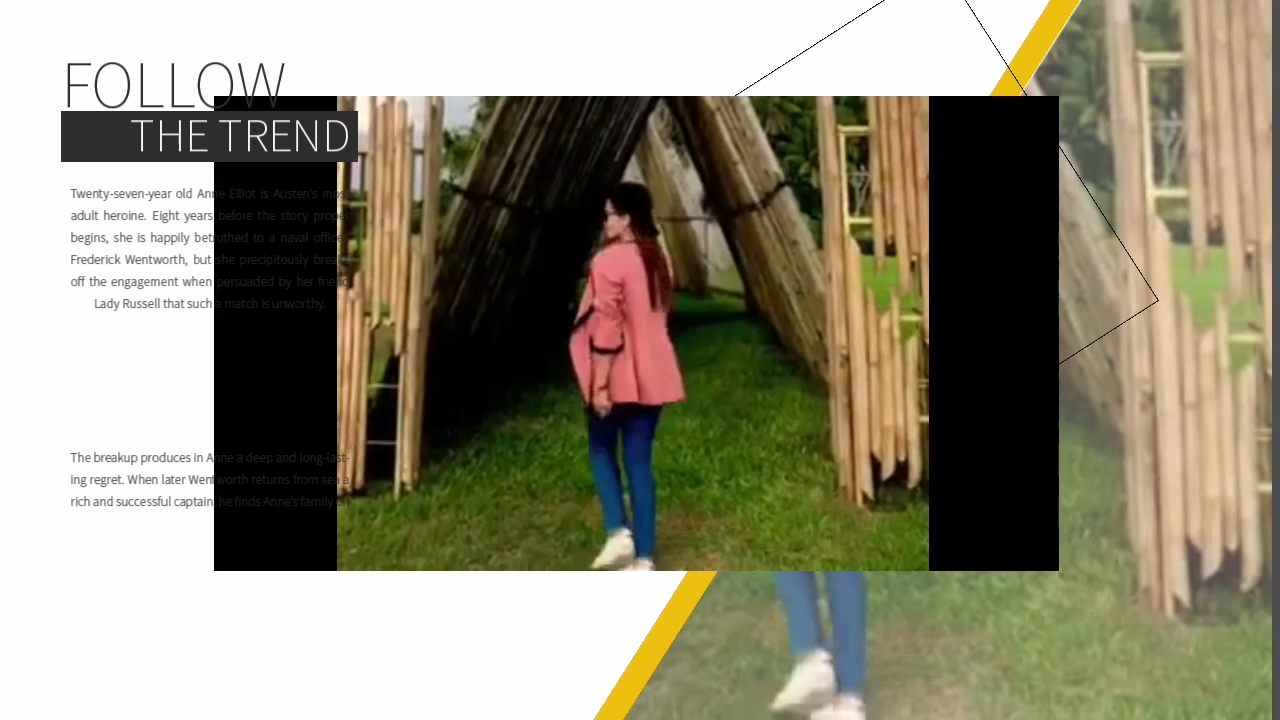 FOLLOW
THE TREND
Twenty-seven-year old Anne Elliot is Austen's most
adult heroine. Eight years before the story proper
begins, she is happily betrothed to a naval officer
Frederick Wentworth, but she precipitously breaks
off the engagement when persuaded by her friend
Lady Russell that such a match is unworthy.
The breakup produces in Anne a deep and long-last-
ing regret. When later Wentworth returns from sea a
rich and successful captain, he finds Anne's family on